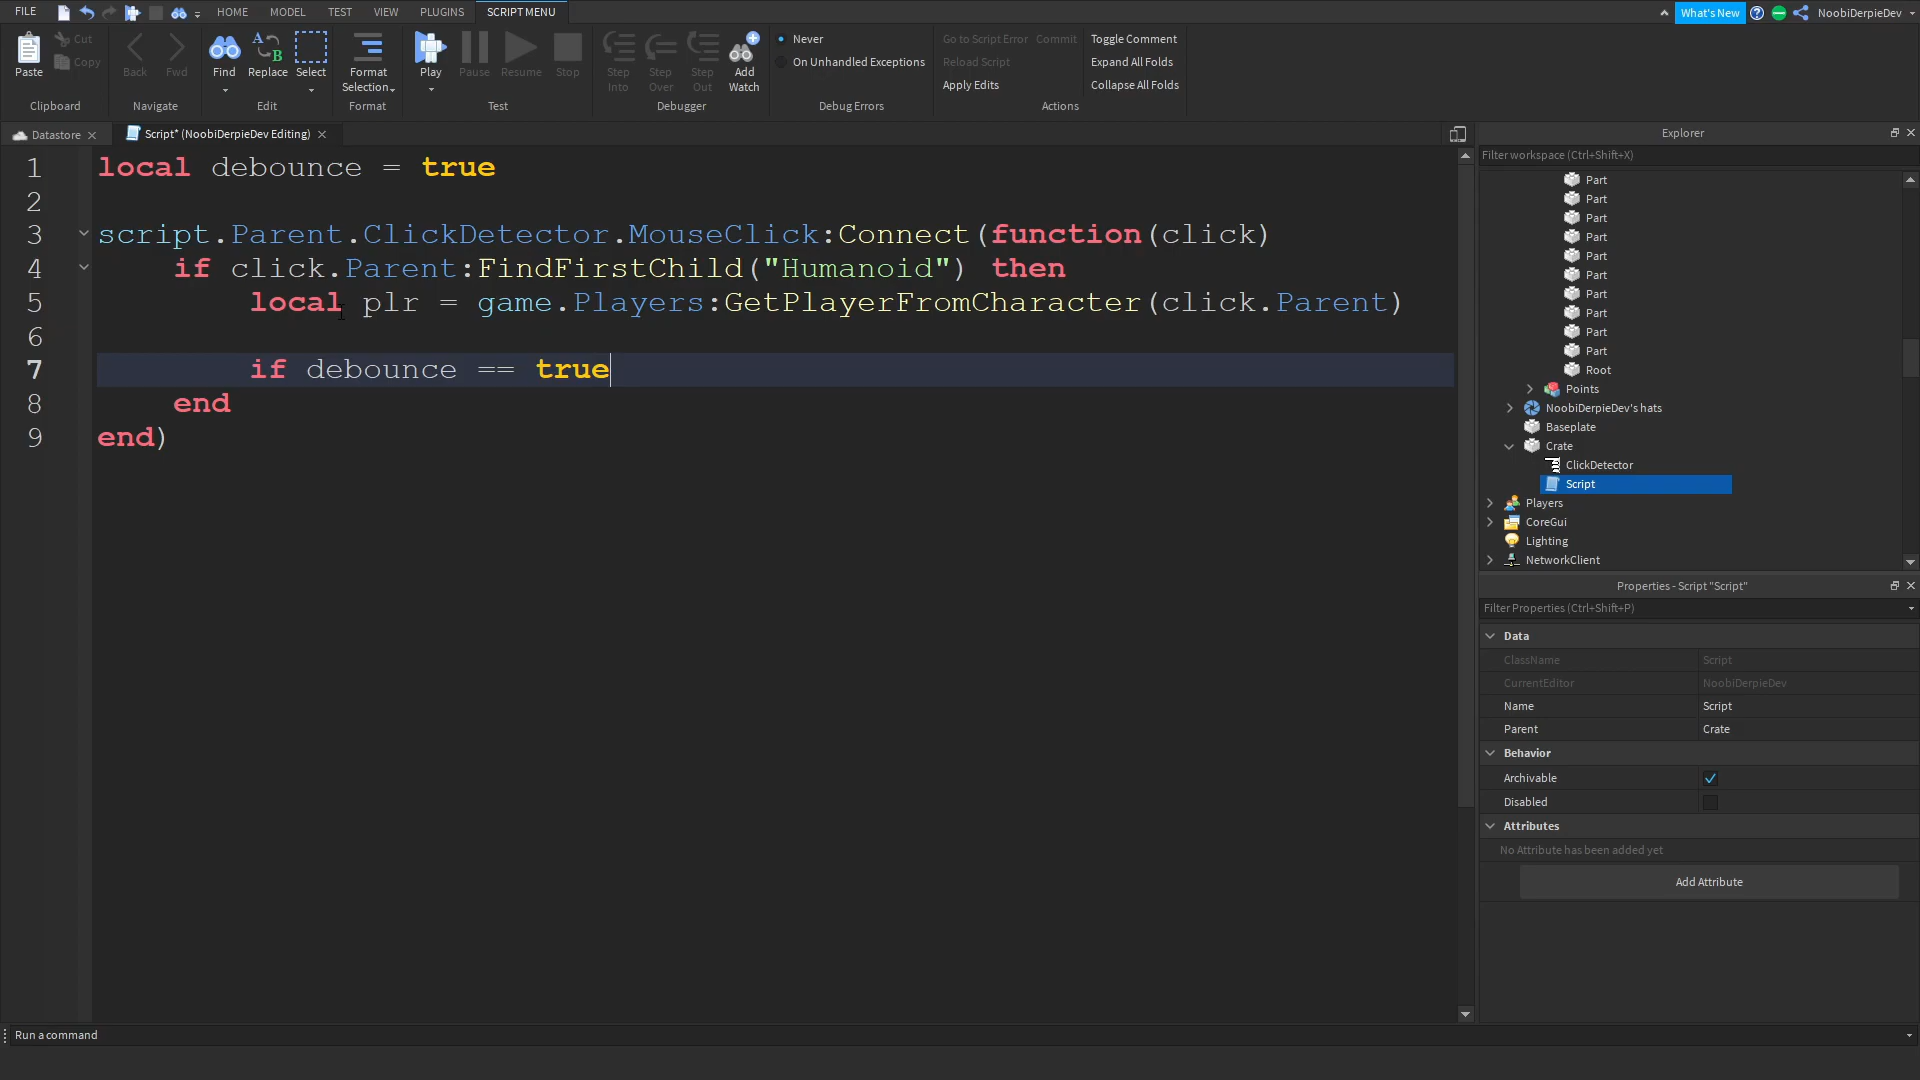 FILE HOME MODEL TEST VIEW PLUGINS SCRIPT MENU What's New NoobiDerpieDev
Paste Cut Copy Clipboard
Back Fwd Navigate
Find Replace Select Edit
Format Selection Format
Play Pause Resume Stop Test
Step Into Step Over Step Out Add Watch Debugger
Never
On Unhandled Exceptions
Debug Errors
Go to Script Error Commit
Reload Script
Apply Edits
Toggle Comment
Expand All Folds
Collapse All Folds
Actions
Datastore Script* (NoobiDerpieDev Editing)
1 local debounce = true
2
3 script.Parent.ClickDetector.MouseClick:Connect(function(click)
4 if click.Parent:FindFirstChild("Humanoid") then
5 local plr = game.Players:GetPlayerFromCharacter(click.Parent)
6
7 if debounce == true
8 end
9 end)
Explorer
Filter workspace (Ctrl+Shift+X)
Part
Part
Part
Part
Part
Part
Part
Part
Part
Part
Root
Points
NoobiDerpieDev's hats
Baseplate
Crate
ClickDetector
Script
Players
CoreGui
Lighting
NetworkClient
Properties - Script "Script"
Filter Properties (Ctrl+Shift+P)
Data
ClassName Script
CurrentEditor NoobiDerpieDev
Name Script
Parent Crate
Behavior
Archivable
Disabled
Attributes
No Attribute has been added yet
Add Attribute
Run a command